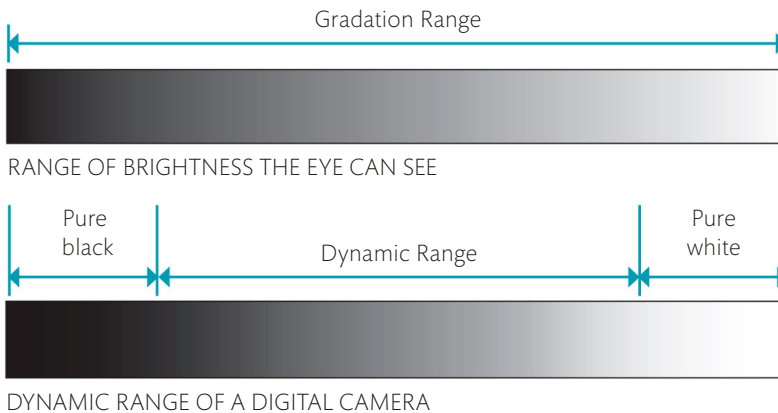 Gradation Range
RANGE OF BRIGHTNESS THE EYE CAN SEE
Pure
black
Dynamic Range
Pure
white
DYNAMIC RANGE OF A DIGITAL CAMERA